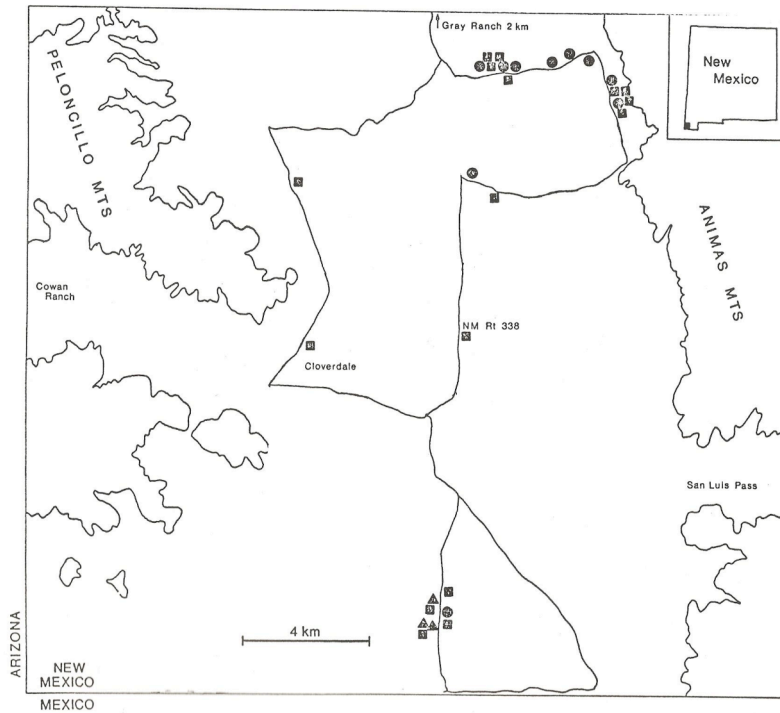 Gray Ranch 2 km
New
Mexico
PELONCILLO MTS
ANIMAS MTS
Cowan
Ranch
NM Rt 338
Cloverdale
San Luis Pass
4 km
ARIZONA
NEW
MEXICO
MEXICO